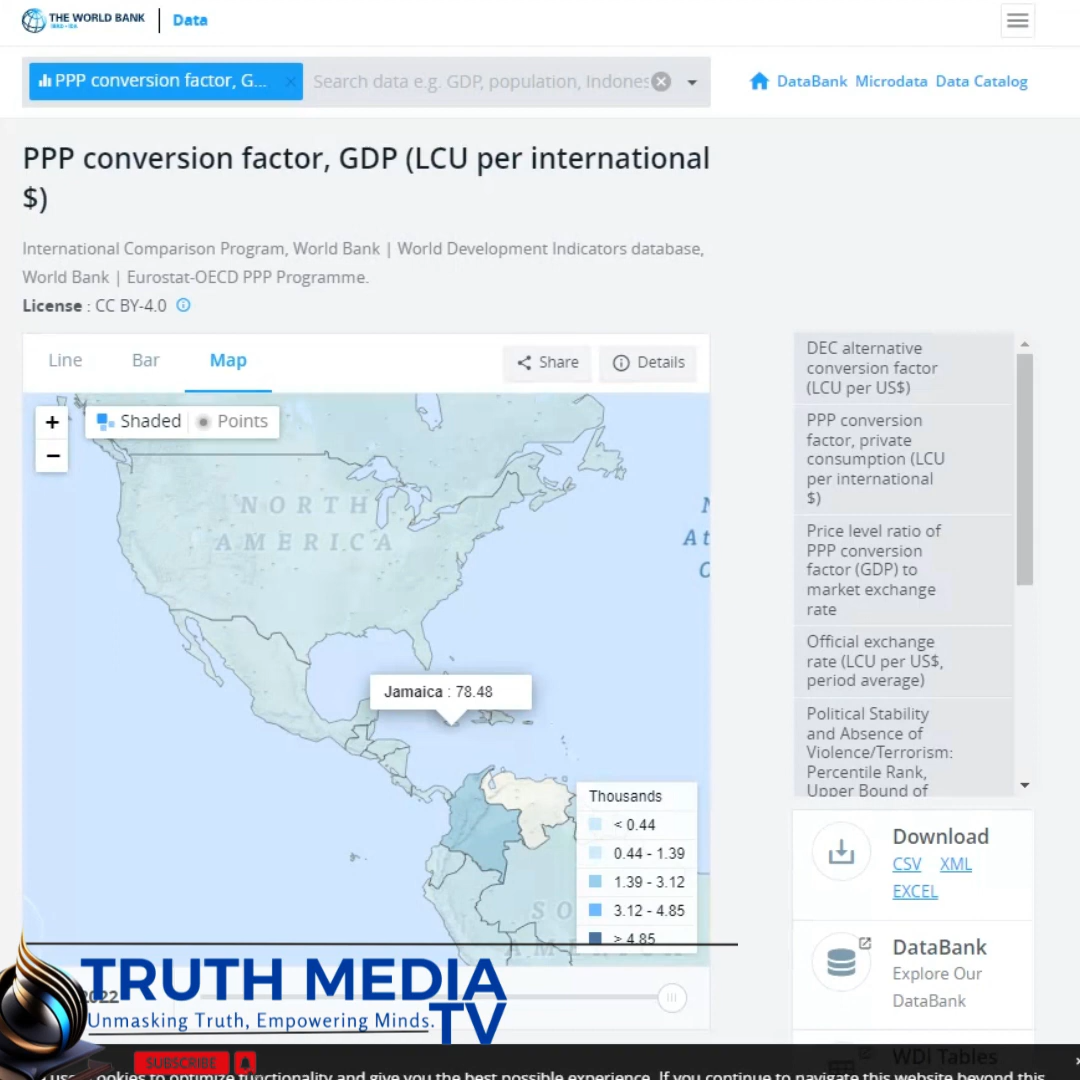 THE WORLD BANK
IBRD • IDA
Data
PPP conversion factor, G... ×
Search data e.g. GDP, population, Indones
DataBank Microdata Data Catalog
PPP conversion factor, GDP (LCU per international
$)
International Comparison Program, World Bank | World Development Indicators database,
World Bank | Eurostat-OECD PPP Programme.
License : CC BY-4.0
Line Bar Map
Share Details
+
−
Shaded Points
NORTH
AMERICA
At
Jamaica : 78.48
Thousands
< 0.44
0.44 - 1.39
1.39 - 3.12
3.12 - 4.85
> 4.85
SO
AMERICA
DEC alternative
conversion factor
(LCU per US$)
PPP conversion
factor, private
consumption (LCU
per international
$)
Price level ratio of
PPP conversion
factor (GDP) to
market exchange
rate
Official exchange
rate (LCU per US$,
period average)
Political Stability
and Absence of
Violence/Terrorism:
Percentile Rank,
Upper Bound of
Download
CSV XML
EXCEL
DataBank
Explore Our
DataBank
WDI Tables
2022
TRUTH MEDIA
TV
Unmasking Truth, Empowering Minds.
SUBSCRIBE
to optimize functionality and give you the best possible experience. If you continue to navigate this website beyond this